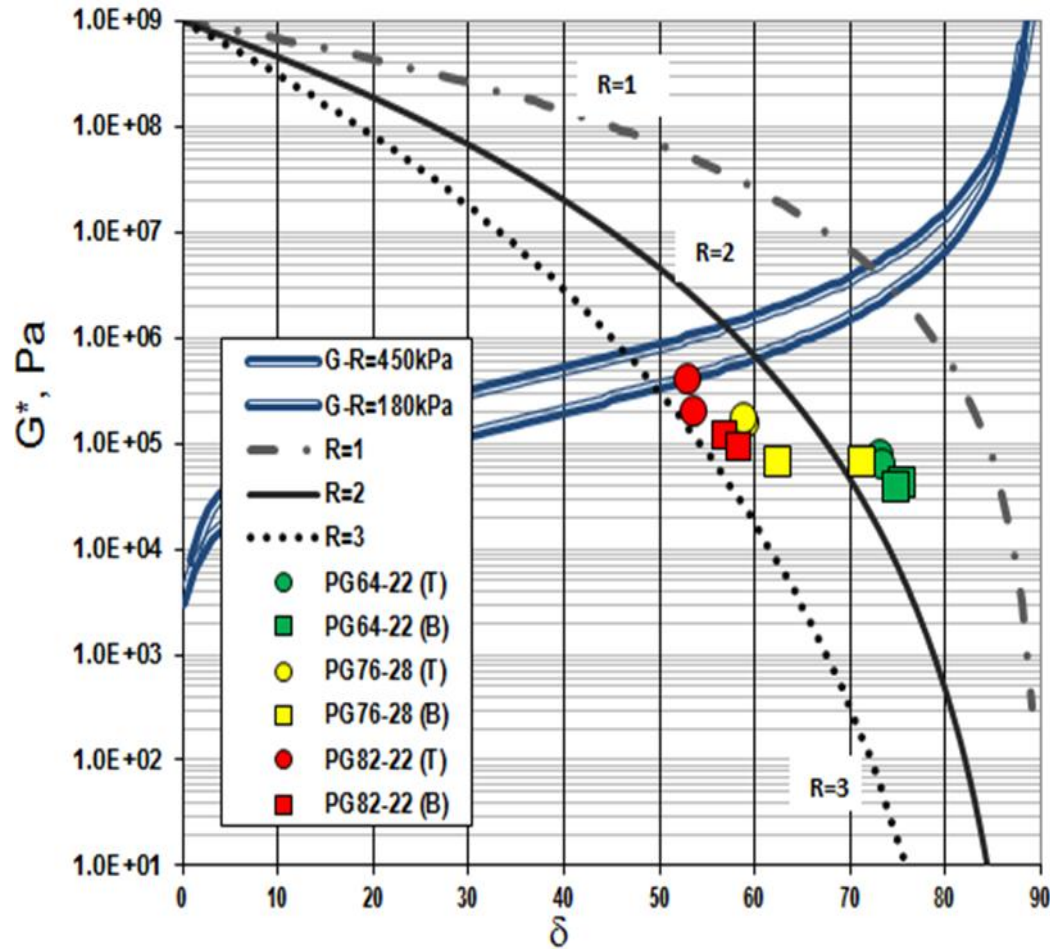 1.0E+09
1.0E+08
1.0E+07
1.0E+06
1.0E+05
1.0E+04
1.0E+03
1.0E+02
1.0E+01
G*, Pa
R=1
R=2
R=3
G-R=450kPa
G-R=180kPa
R=1
R=2
R=3
PG64-22 (T)
PG64-22 (B)
PG76-28 (T)
PG76-28 (B)
PG82-22 (T)
PG82-22 (B)
0 10 20 30 40 50 60 70 80 90
δ